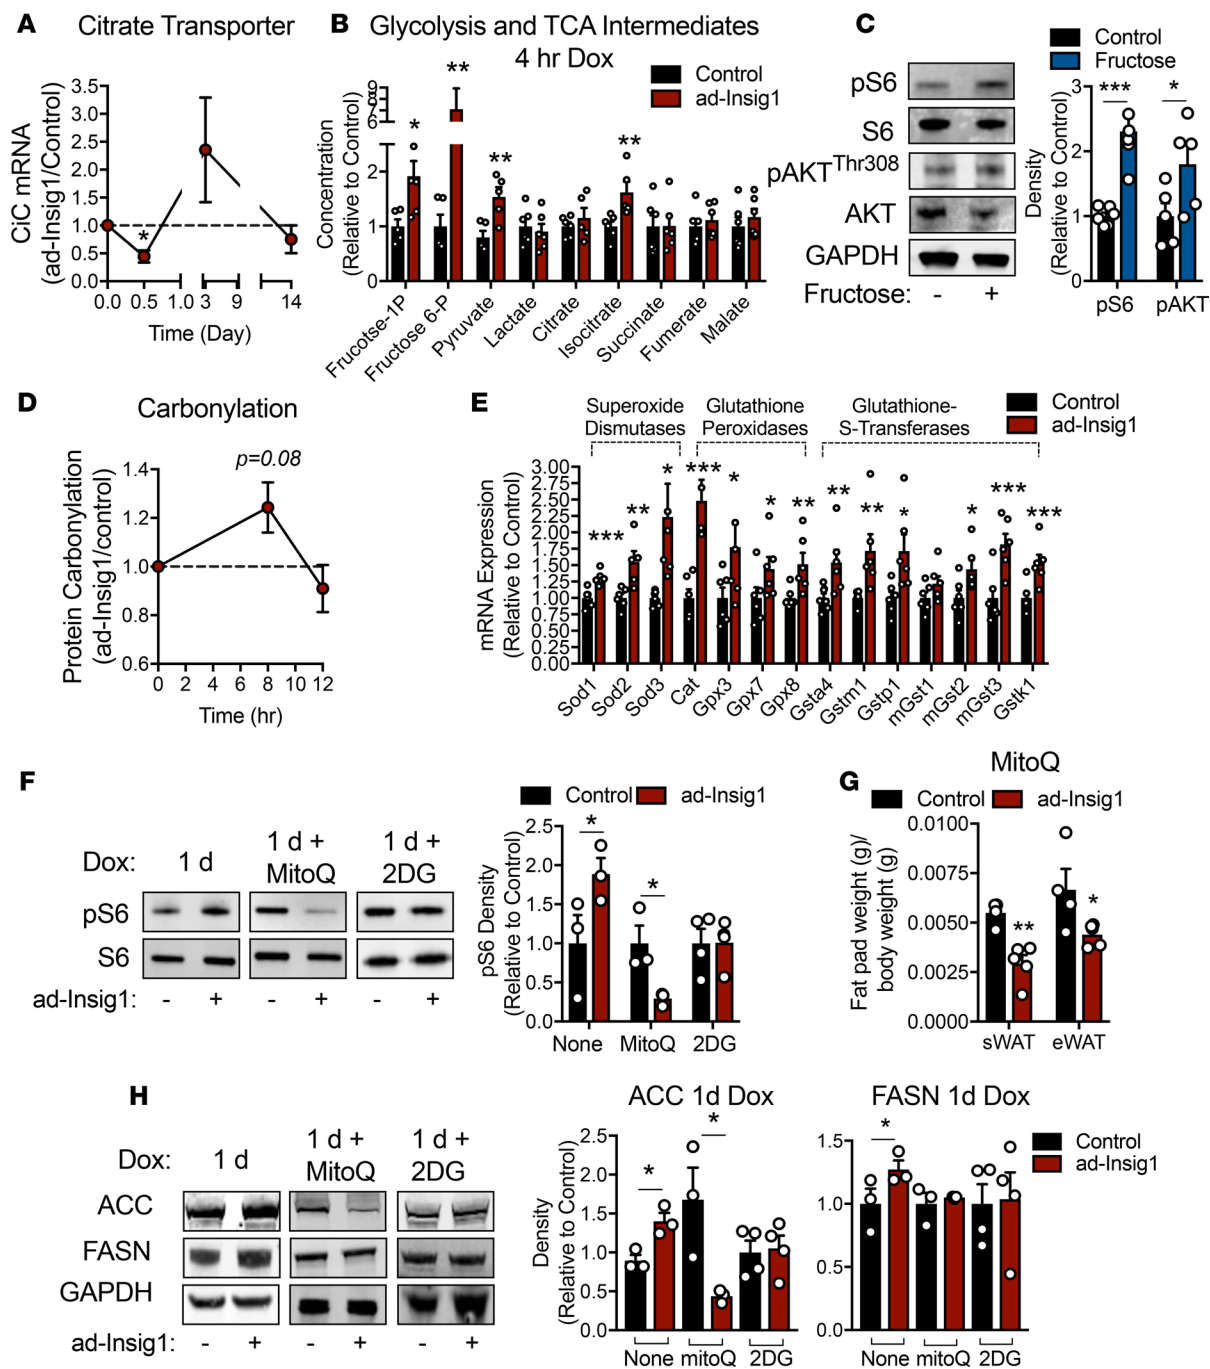 A
Citrate Transporter
CiC mRNA
(ad-Insig1/Control)
3.5
3.0
2.5
2.0
1.5
1.0
0.5
0.0
*
0.0 0.5 1.0 3 9 14
Time (Day)
B
Glycolysis and TCA Intermediates
4 hr Dox
Control
ad-Insig1
Concentration
(Relative to Control)
9
8
6
2
1
0
* ** ** **
Frucotse-1P
Fructose 6-P
Pyruvate
Lactate
Citrate
Isocitrate
Succinate
Fumerate
Malate
C
Control
Fructose
pS6
S6
pAKTThr308
AKT
GAPDH
Fructose: - +
Density
(Relative to Control)
3
2
1
0
*** *
pS6 pAKT
D
Carbonylation
Protein Carbonylation
(ad-Insig1/control)
1.4
1.2
1.0
0.8
0.6
p=0.08
0 2 4 6 8 10 12
Time (hr)
E
Superoxide
Dismutases
Glutathione
Peroxidases
Glutathione-
S-Transferases
Control
ad-Insig1
mRNA Expression
(Relative to Control)
3.00
2.75
2.50
2.25
2.00
1.75
1.50
1.25
1.00
0.75
0.50
0.25
0.00
*** ** * *** * * ** ** ** * * *** ***
Sod1
Sod2
Sod3
Cat
Gpx3
Gpx7
Gpx8
Gsta4
Gstm1
Gstp1
mGst1
mGst2
mGst3
Gstk1
F
Dox: 1 d
1 d +
MitoQ
1 d +
2DG
pS6
S6
ad-Insig1: - + - + - +
Control ad-Insig1
pS6 Density
(Relative to Control)
2.5
2.0
1.5
1.0
0.5
0.0
* *
None MitoQ 2DG
G
MitoQ
Control ad-Insig1
Fat pad weight (g)/
body weight (g)
0.0100
0.0075
0.0050
0.0025
0.0000
** *
sWAT eWAT
H
Dox: 1 d
1 d +
MitoQ
1 d +
2DG
ACC
FASN
GAPDH
ad-Insig1: - + - + - +
ACC 1d Dox
Density
(Relative to Control)
2.5
2.0
1.5
1.0
0.5
0.0
* *
None mitoQ 2DG
FASN 1d Dox
1.5
1.0
0.5
0.0
*
None mitoQ 2DG
Control
ad-Insig1